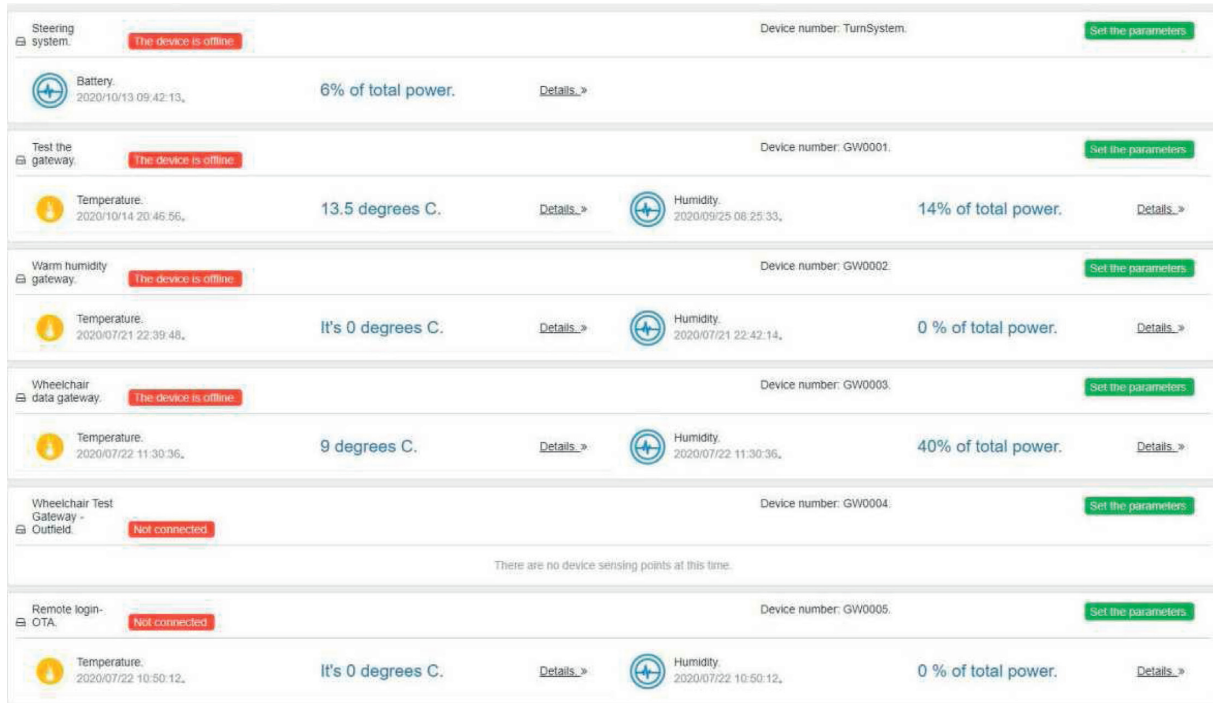 Steering
system.
The device is offline.
Device number: TurnSystem.
Set the parameters.
Battery.
2020/10/13 09:42:13。
6% of total power.
Details. »
Test the
gateway.
The device is offline.
Device number: GW0001.
Set the parameters.
Temperature.
2020/10/14 20:46:56。
13.5 degrees C.
Details. »
Humidity.
2020/09/25 08:25:33。
14% of total power.
Details. »
Warm humidity
gateway.
The device is offline.
Device number: GW0002.
Set the parameters.
Temperature.
2020/07/21 22:39:48。
It's 0 degrees C.
Details. »
Humidity.
2020/07/21 22:42:14。
0 % of total power.
Details. »
Wheelchair
data gateway.
The device is offline.
Device number: GW0003.
Set the parameters.
Temperature.
2020/07/22 11:30:36。
9 degrees C.
Details. »
Humidity.
2020/07/22 11:30:36。
40% of total power.
Details. »
Wheelchair Test
Gateway -
Outfield.
Not connected.
Device number: GW0004.
Set the parameters.
There are no device sensing points at this time.
Remote login-
OTA.
Not connected.
Device number: GW0005.
Set the parameters.
Temperature.
2020/07/22 10:50:12。
It's 0 degrees C.
Details. »
Humidity.
2020/07/22 10:50:12。
0 % of total power.
Details. »